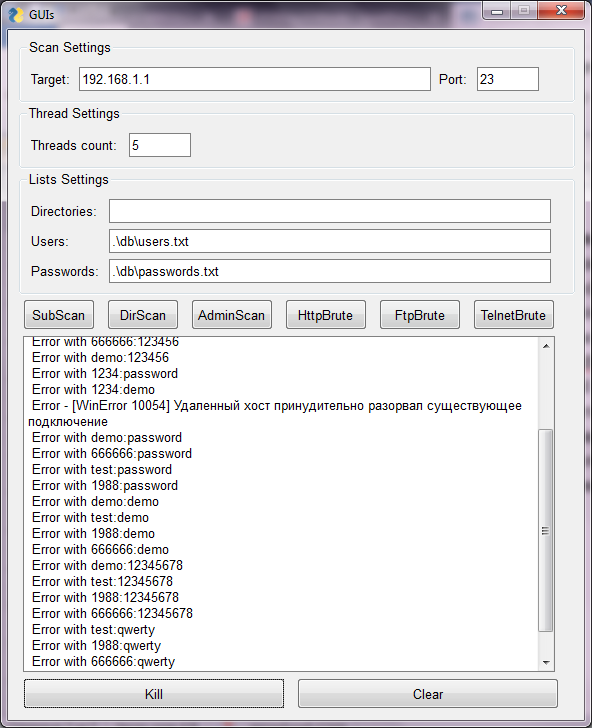 GUIs
Scan Settings
Target: 192.168.1.1 Port: 23
Thread Settings
Threads count: 5
Lists Settings
Directories:
Users: .\db\users.txt
Passwords: .\db\passwords.txt
SubScan DirScan AdminScan HttpBrute FtpBrute TelnetBrute
Error with 666666:123456
Error with demo:123456
Error with 1234:password
Error with 1234:demo
Error - [WinError 10054] Удаленный хост принудительно разорвал существующее
подключение
Error with demo:password
Error with 666666:password
Error with test:password
Error with 1988:password
Error with demo:demo
Error with test:demo
Error with 1988:demo
Error with 666666:demo
Error with demo:12345678
Error with test:12345678
Error with 1988:12345678
Error with 666666:12345678
Error with test:qwerty
Error with 1988:qwerty
Error with 666666:qwerty
Kill Clear